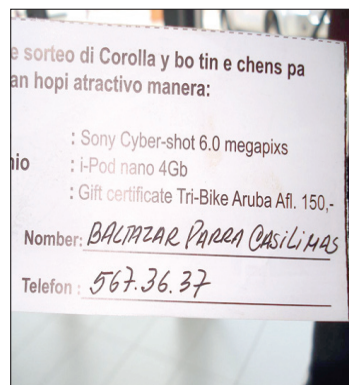 e sorteo di Corolla y bo tin e chens pa
an hopi atractivo manera:
: Sony Cyber-shot 6.0 megapixs
nio : i-Pod nano 4Gb
: Gift certificate Tri-Bike Aruba Afl. 150,-
Nomber: BALTAZAR PARRA CASILIMAS
Telefon : 567.36.37